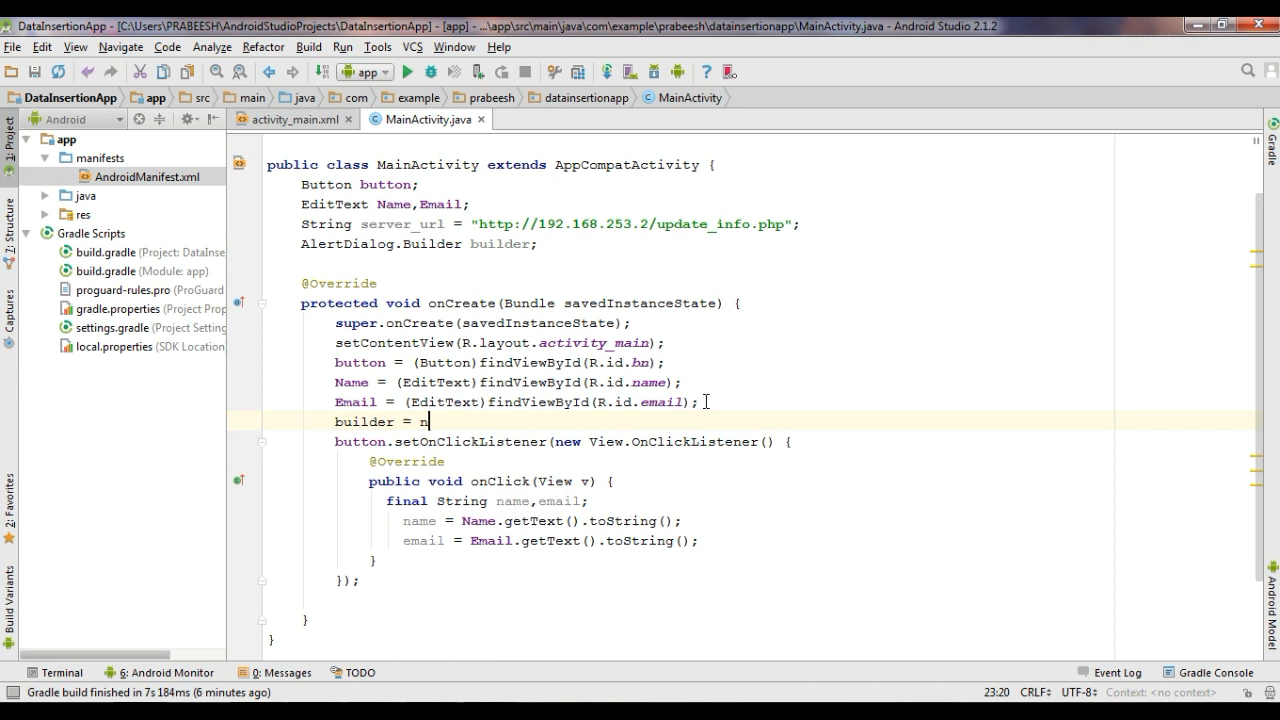 DataInsertionApp - [C:\Users\PRABEESH\AndroidStudioProjects\DataInsertionApp] - [app] - ...\app\src\main\java\com\example\prabeesh\datainsertionapp\MainActivity.java - Android Studio 2.1.2
File Edit View Navigate Code Analyze Refactor Build Run Tools VCS Window Help
app
DataInsertionApp app src main java com example prabeesh datainsertionapp MainActivity
Android activity_main.xml MainActivity.java
1: Project
7: Structure
Captures
2: Favorites
Build Variants
app
manifests
AndroidManifest.xml
java
res
Gradle Scripts
build.gradle (Project: DataInse
build.gradle (Module: app)
proguard-rules.pro (ProGuard
gradle.properties (Project Prop
settings.gradle (Project Setting
local.properties (SDK Location)
public class MainActivity extends AppCompatActivity {
Button button;
EditText Name,Email;
String server_url = "http://192.168.253.2/update_info.php";
AlertDialog.Builder builder;
@Override
protected void onCreate(Bundle savedInstanceState) {
super.onCreate(savedInstanceState);
setContentView(R.layout.activity_main);
button = (Button)findViewById(R.id.bn);
Name = (EditText)findViewById(R.id.name);
Email = (EditText)findViewById(R.id.email);
builder = n
button.setOnClickListener(new View.OnClickListener() {
@Override
public void onClick(View v) {
final String name,email;
name = Name.getText().toString();
email = Email.getText().toString();
}
});
}
}
Gradle
Android Model
Terminal 6: Android Monitor 0: Messages TODO Event Log Gradle Console
Gradle build finished in 7s 184ms (6 minutes ago) 23:20 CRLF UTF-8 Context: <no context>